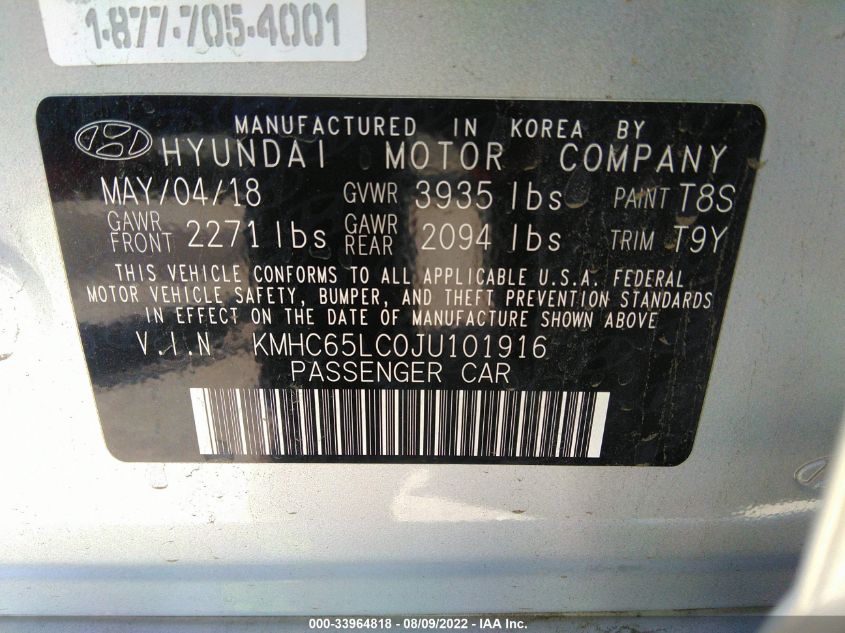 1-877-705-4001
MANUFACTURED IN KOREA BY
HYUNDAI MOTOR COMPANY
MAY/04/18 GVWR 3935 lbs PAINT T8S
GAWR FRONT 2271 lbs GAWR REAR 2094 lbs TRIM T9Y
THIS VEHICLE CONFORMS TO ALL APPLICABLE U.S.A. FEDERAL
MOTOR VEHICLE SAFETY, BUMPER, AND THEFT PREVENTION STANDARDS
IN EFFECT ON THE DATE OF MANUFACTURE SHOWN ABOVE
V.I.N KMHC65LC0JU101916
PASSENGER CAR
000-33964818 - 08/09/2022 - IAA Inc.